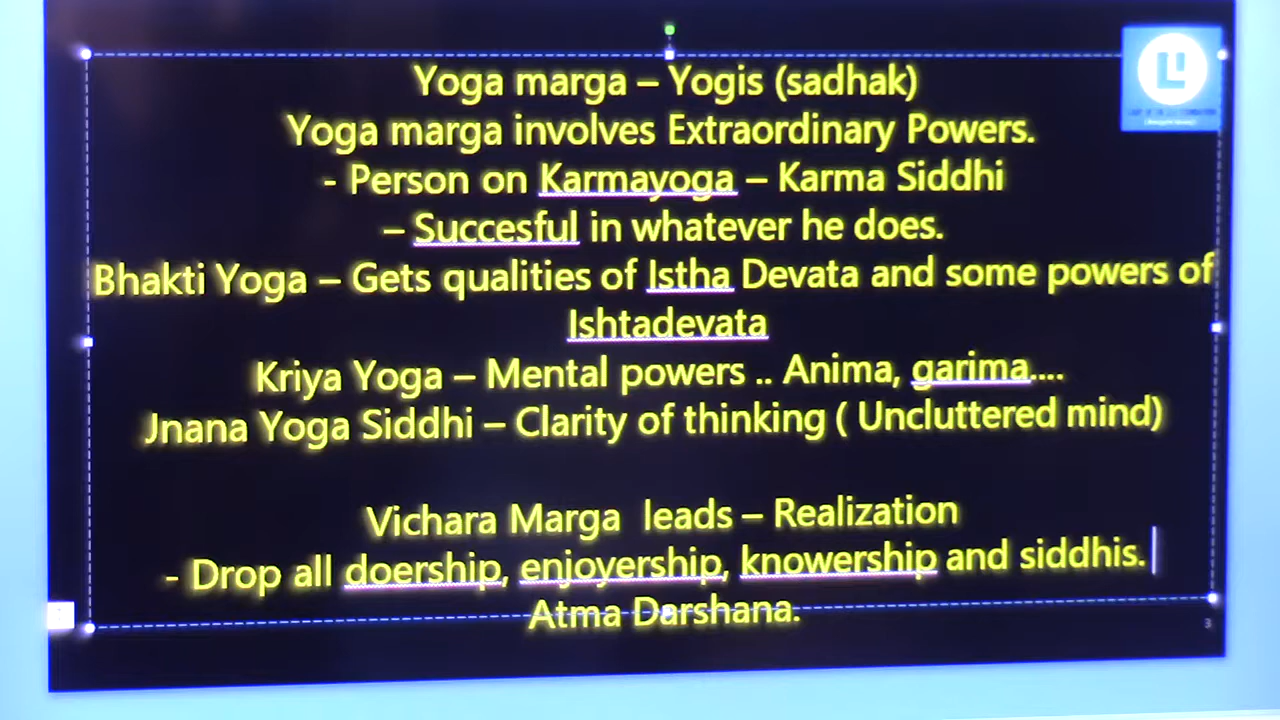 Yoga marga – Yogis (sadhak)
Yoga marga involves Extraordinary Powers.
- Person on Karmayoga – Karma Siddhi
– Succesful in whatever he does.
Bhakti Yoga – Gets qualities of Istha Devata and some powers of
Ishtadevata
Kriya Yoga – Mental powers .. Anima, garima....
Jnana Yoga Siddhi – Clarity of thinking ( Uncluttered mind)
Vichara Marga leads – Realization
- Drop all doership, enjoyership, knowership and siddhis.
Atma Darshana.
3